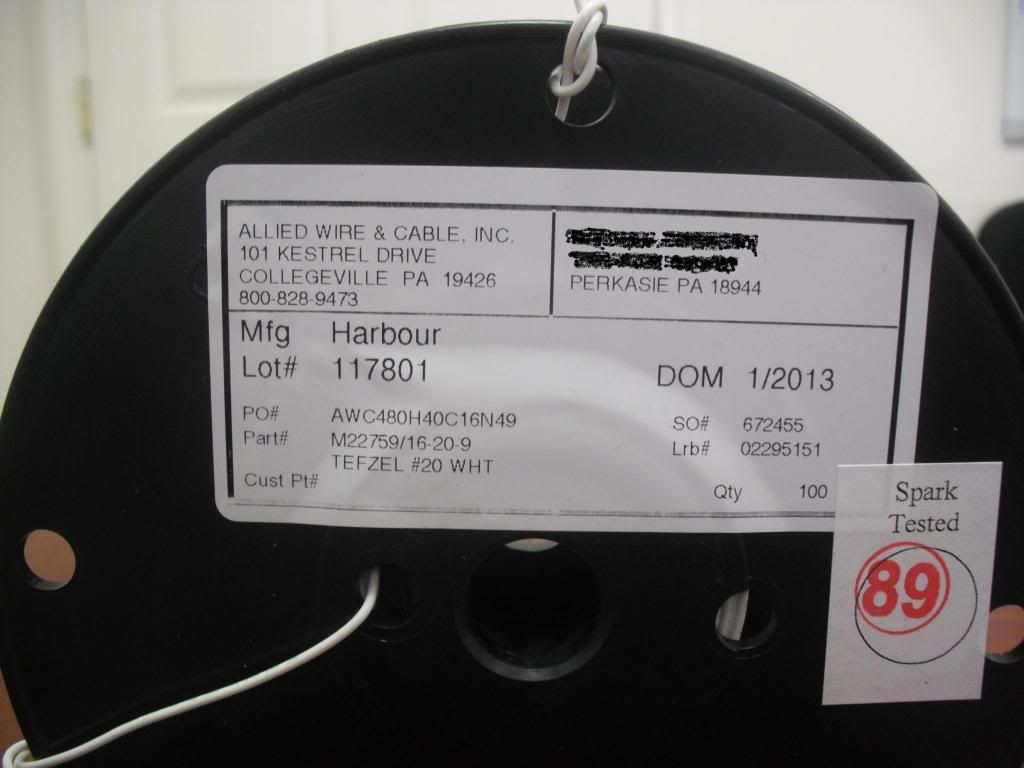 ALLIED WIRE & CABLE, INC.
101 KESTREL DRIVE
COLLEGEVILLE PA 19426
800-828-9473
PERKASIE PA 18944
Mfg Harbour
Lot# 117801
DOM 1/2013
PO# AWC480H40C16N49
Part# M22759/16-20-9
TEFZEL #20 WHT
Cust Pt#
SO# 672455
Lrb# 02295151
Qty 100
Spark
Tested
89